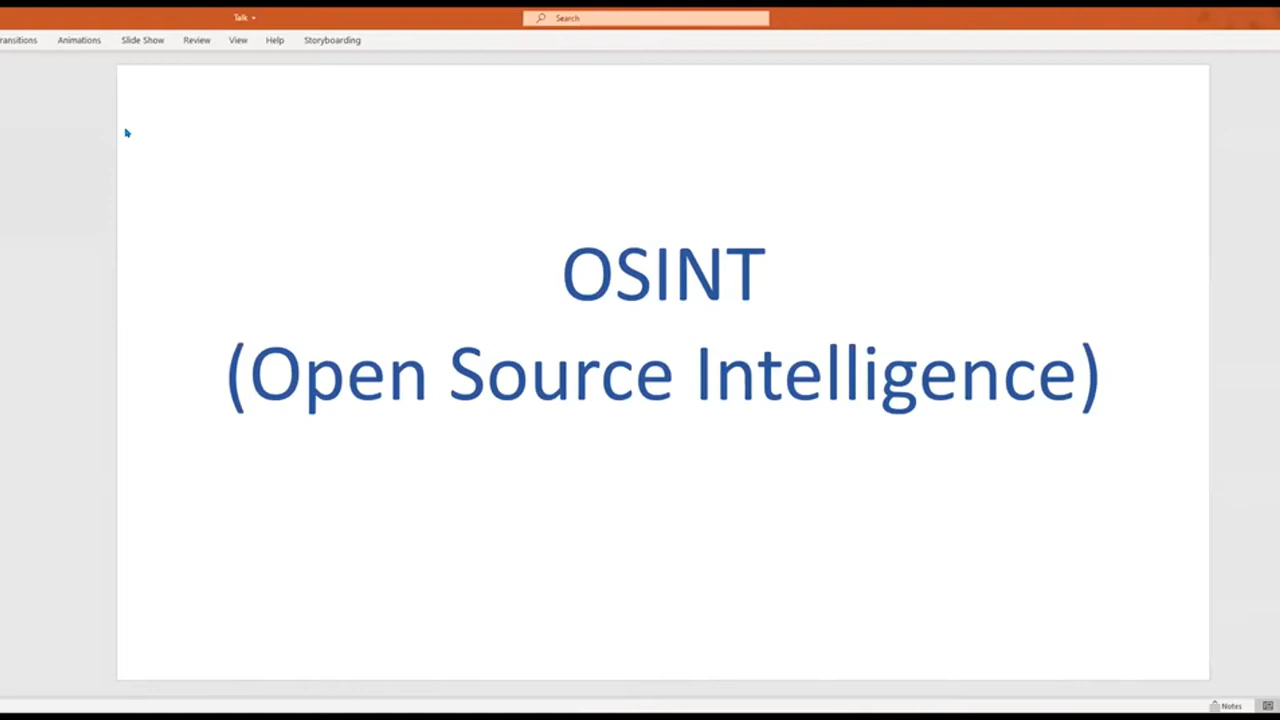 Talk
Search
ransitions Animations Slide Show Review View Help Storyboarding
OSINT
(Open Source Intelligence)
Notes